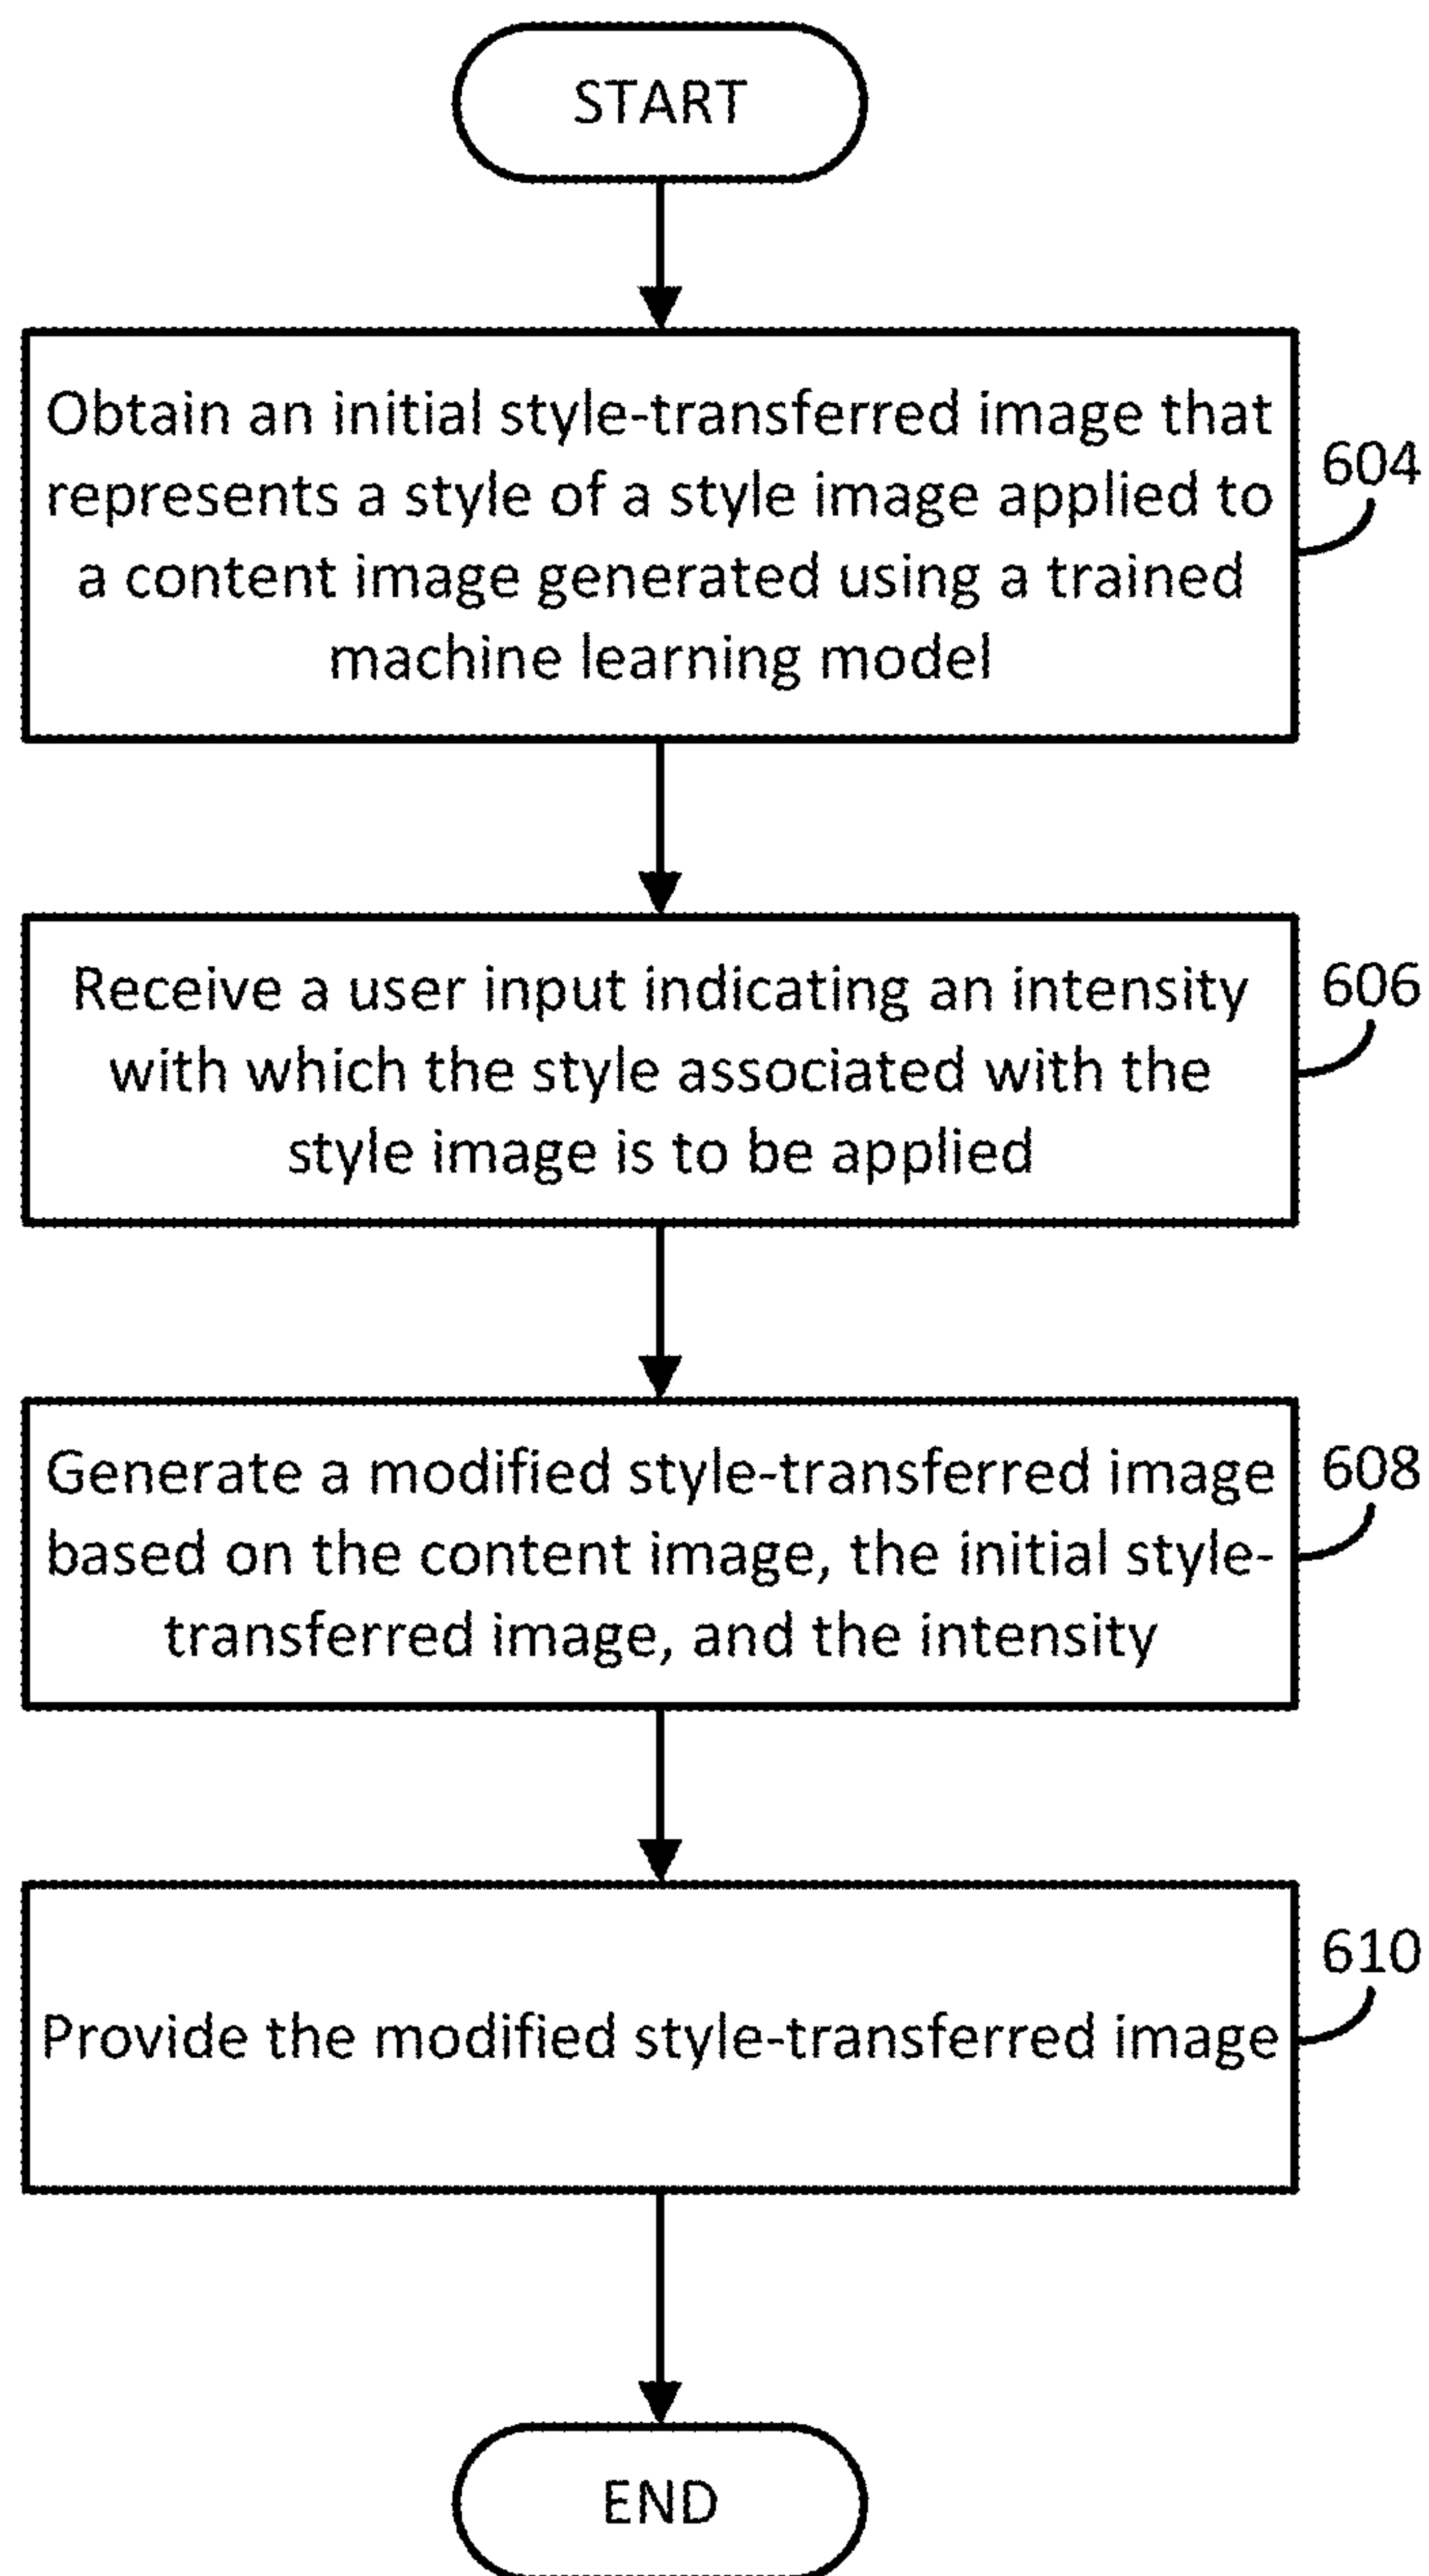 START
Obtain an initial style-transferred image that
represents a style of a style image applied to
a content image generated using a trained
machine learning model
604
Receive a user input indicating an intensity
with which the style associated with the
style image is to be applied
606
Generate a modified style-transferred image
based on the content image, the initial style-
transferred image, and the intensity
608
Provide the modified style-transferred image
610
END